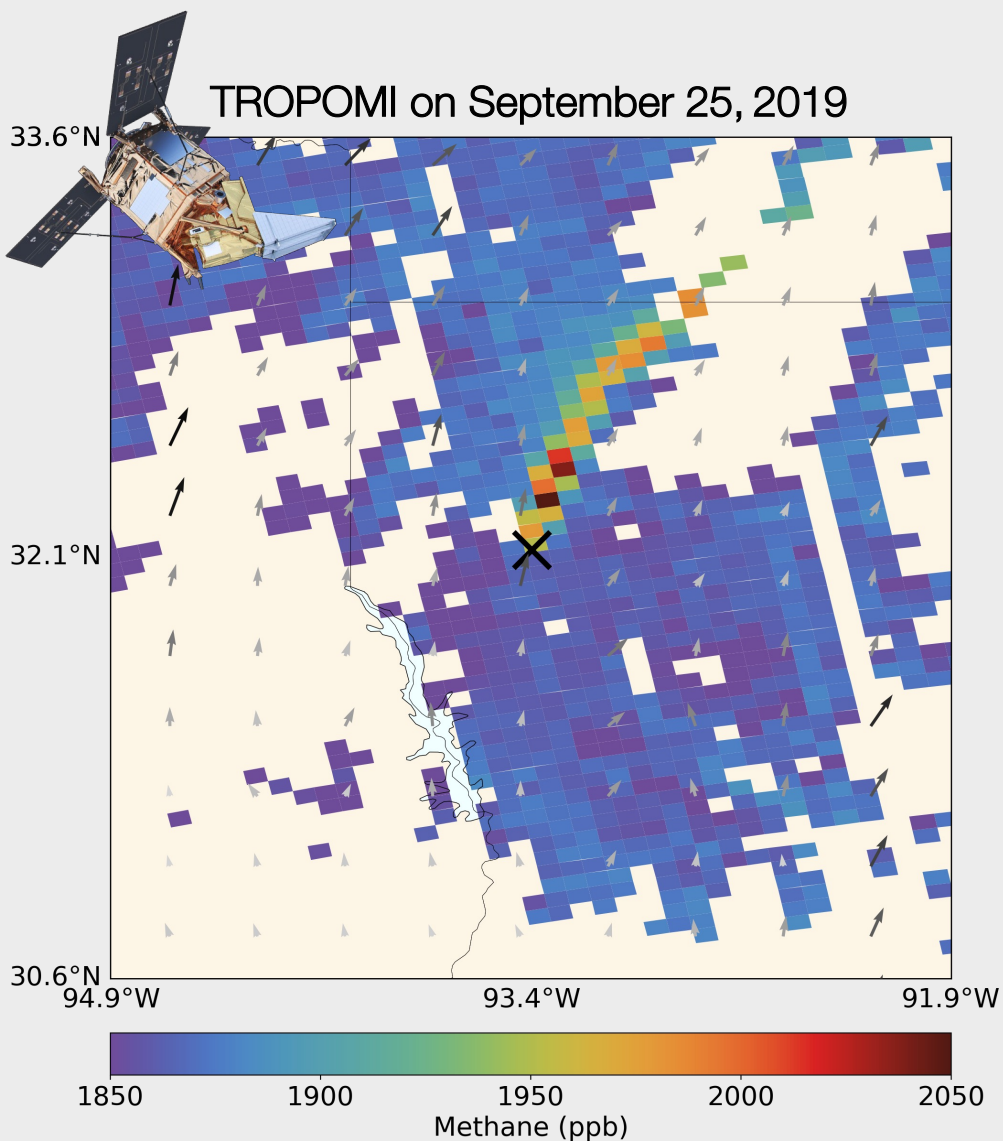 TROPOMI on September 25, 2019
33.6°N
32.1°N
30.6°N
94.9°W 93.4°W 91.9°W
1850 1900 1950 2000 2050
Methane (ppb)